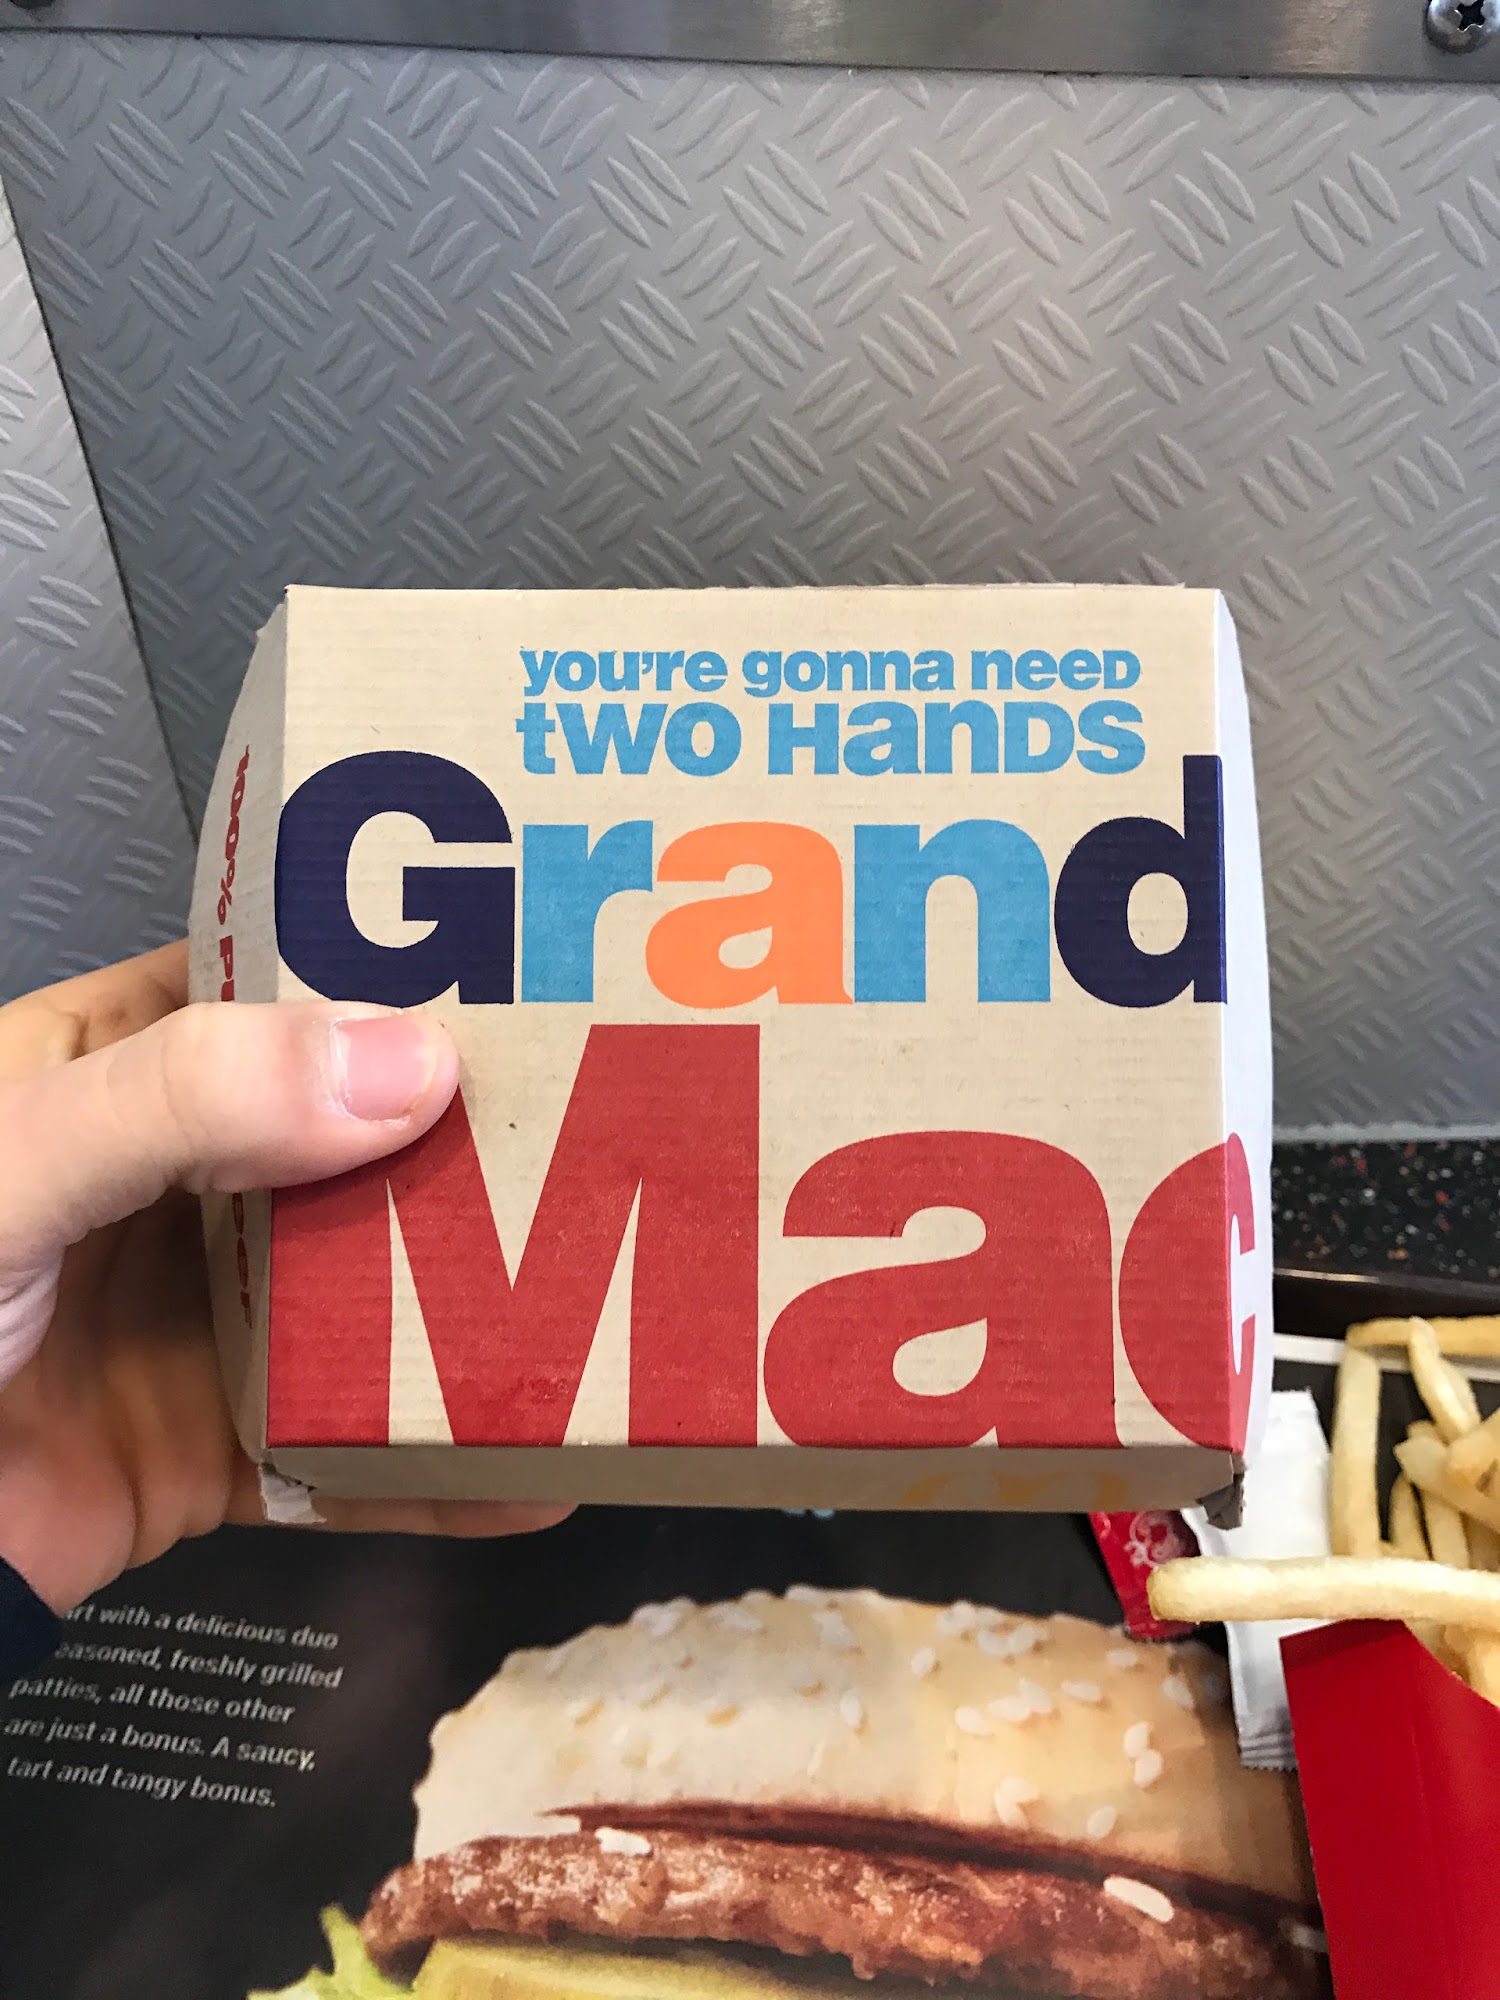 you're gonna need
two Hands
Grand
Mac
100%
with a delicious duo
freshly grilled
patties, all those other
are just a bonus. A saucy,
tart and tangy bonus.